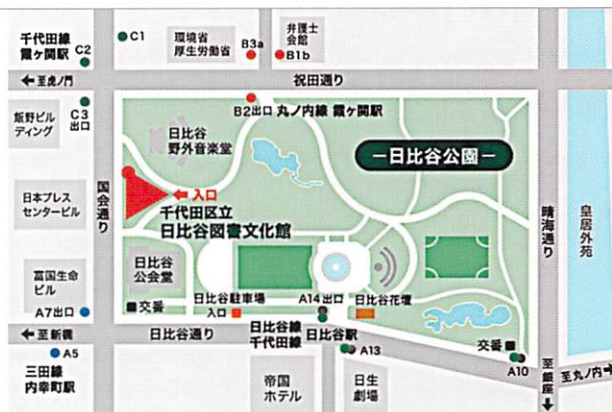 千代田線
霞ヶ関駅
C2
C1
環境省
厚生労働省
B3a
弁護士
会館
B1b
←至虎ノ門
祝田通り
飯野ビル
ディング
C3
出口
B2出口 丸ノ内線 霞ヶ関駅
日比谷
野外音楽堂
ー日比谷公園ー
日本プレス
センタービル
国会通り
←入口
千代田区立
日比谷図書文化館
晴海通り
皇居外苑
日比谷
公会堂
富国生命
ビル
A7出口
■交番
日比谷駐車場
入口
A14出口
日比谷花壇
←至新橋
日比谷通り
日比谷線
千代田線
日比谷駅
交番■
A5
三田線
内幸町駅
A13
A10
帝国
ホテル
日生
劇場
至銀座
至丸ノ内→